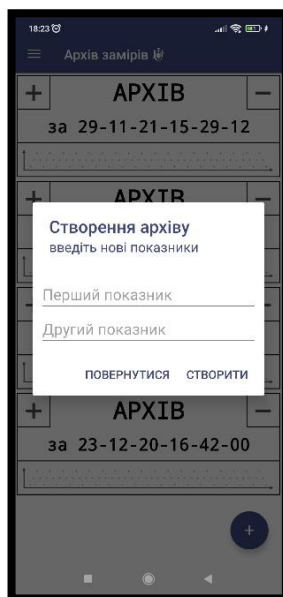 18:23
Архів замірів
+ АРХІВ –
за 29-11-21-15-29-12
+ АРХІВ –
Створення архіву
введіть нові показники
Перший показник
Другий показник
ПОВЕРНУТИСЯ СТВОРИТИ
+ АРХІВ –
за 23-12-20-16-42-00
+